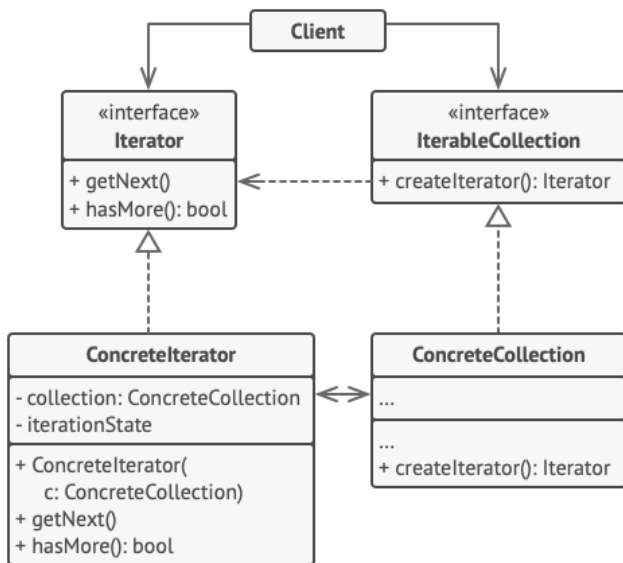 Client
«interface»
Iterator
+ getNext()
+ hasMore(): bool
«interface»
IterableCollection
+ createIterator(): Iterator
ConcreteIterator
- collection: ConcreteCollection
- iterationState
+ ConcreteIterator(
c: ConcreteCollection)
+ getNext()
+ hasMore(): bool
ConcreteCollection
...
...
+ createIterator(): Iterator